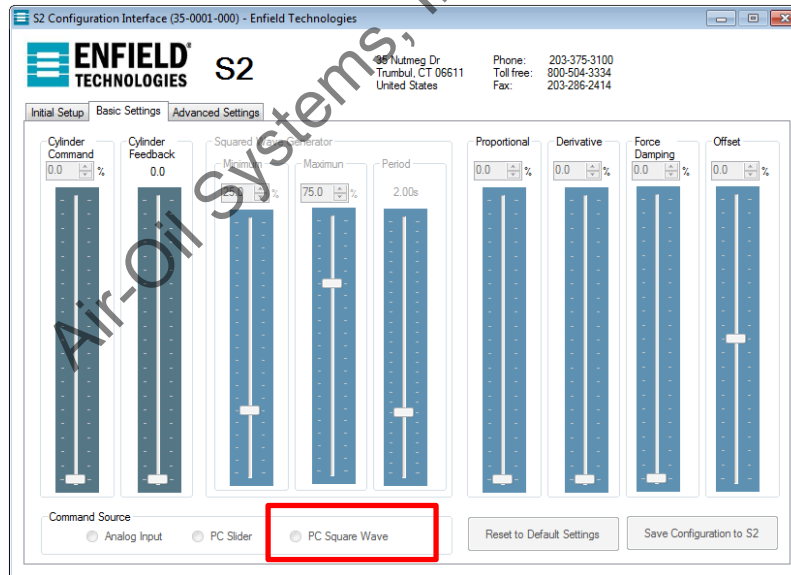 S2 Configuration Interface (35-0001-000) - Enfield Technologies
ENFIELD
TECHNOLOGIES
S2
35 Nutmeg Dr
Trumbul, CT 06611
United States
Phone: 203-375-3100
Toll free: 800-504-3334
Fax: 203-286-2414
Initial Setup Basic Settings Advanced Settings
Cylinder Command
0.0 %
Cylinder Feedback
0.0
Squared Wave Generator
Minimum
25.0 %
Maximun
75.0 %
Period
2.00s
Proportional
0.0 %
Derivative
0.0 %
Force Damping
0.0 %
Offset
0.0 %
Command Source
Analog Input PC Slider PC Square Wave
Reset to Default Settings
Save Configuration to S2
Air-Oil Systems,